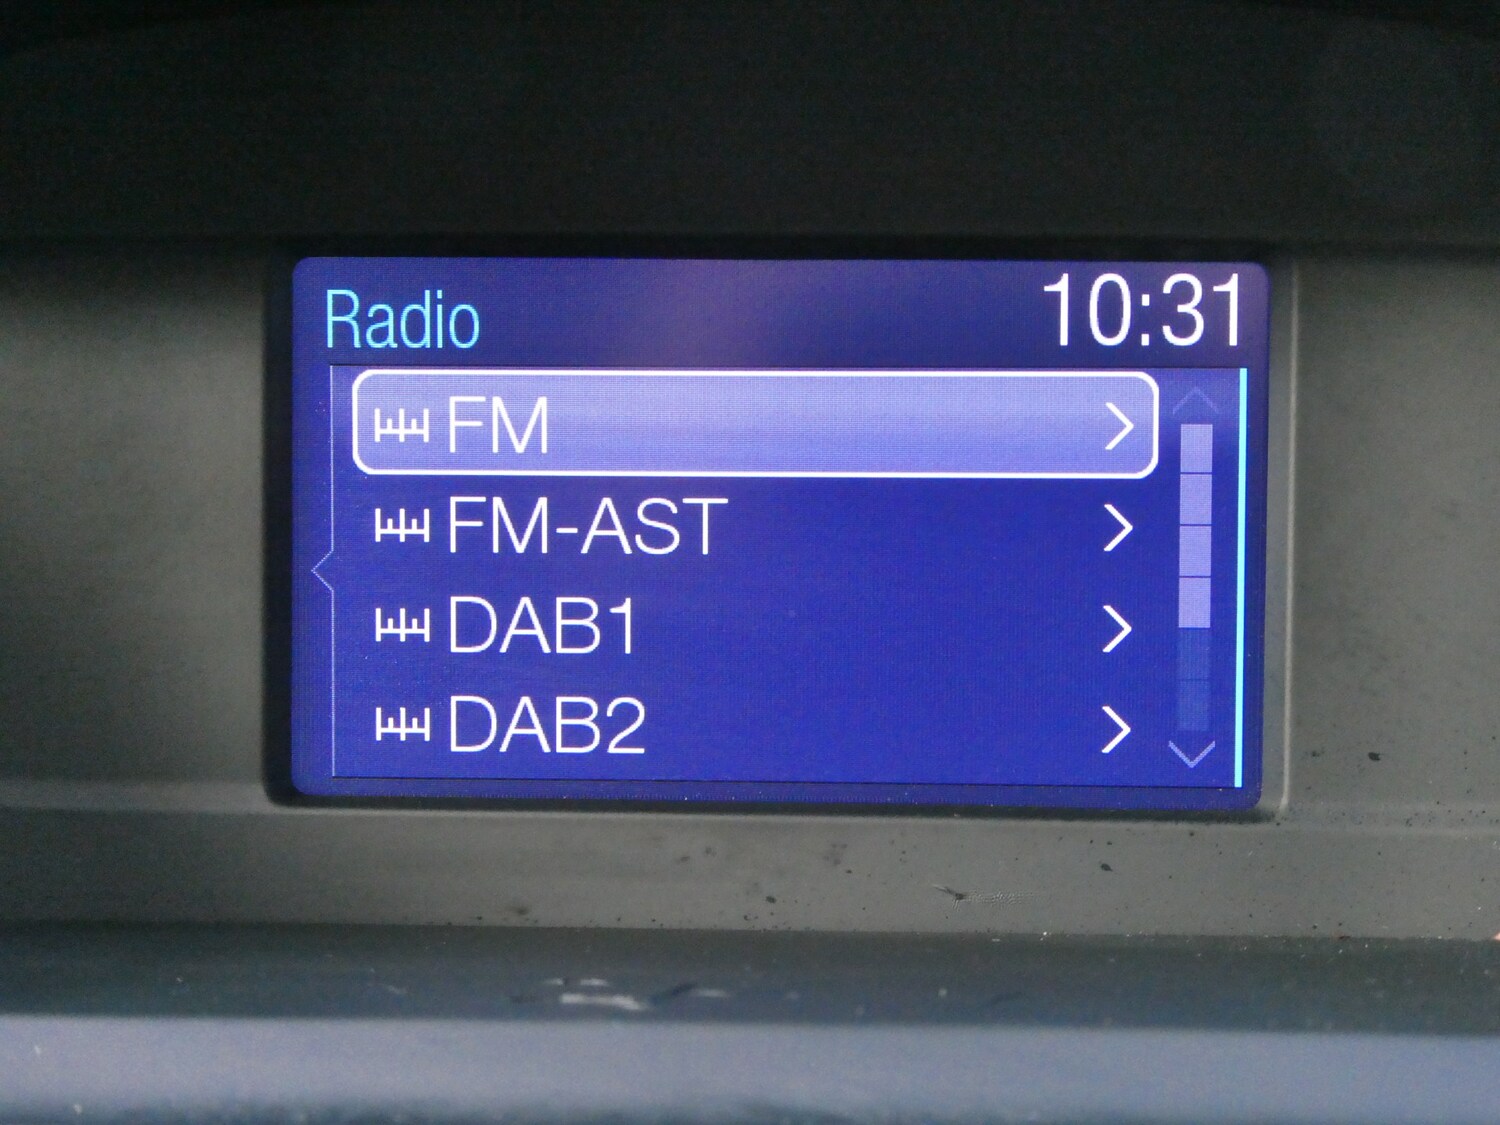 Radio 10:31
FM
FM-AST
DAB1
DAB2